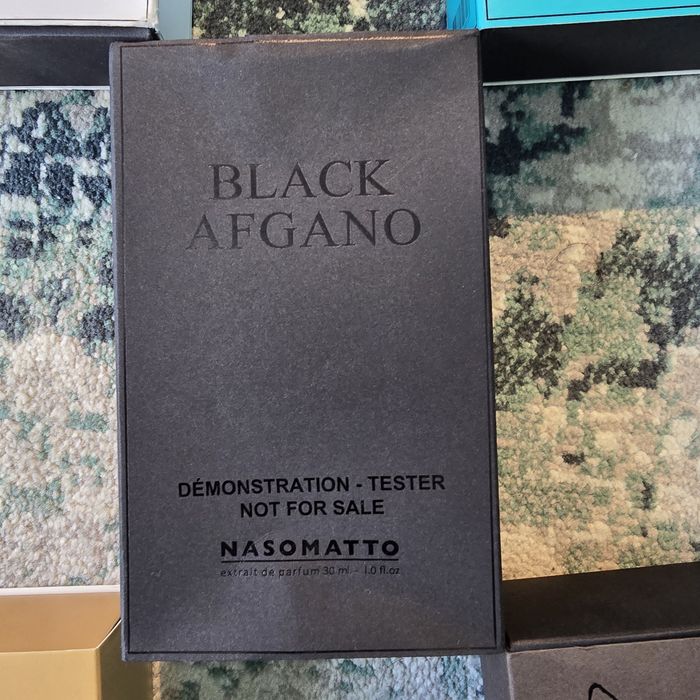 BLACK
AFGANO
DÉMONSTRATION - TESTER
NOT FOR SALE
NASOMATTO
extrait de parfum 30 ml. - 1.0 fl.oz